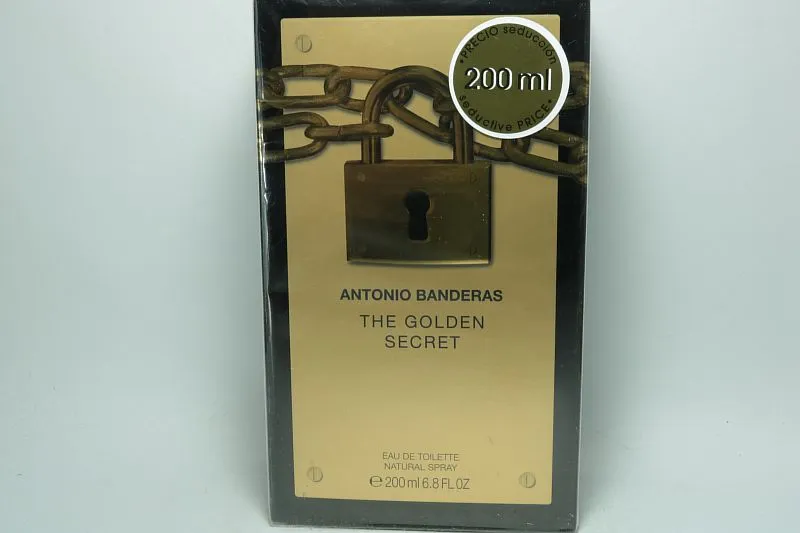 PRECIO seducción
200 ml
seductive PRICE
ANTONIO BANDERAS
THE GOLDEN
SECRET
EAU DE TOILETTE
NATURAL SPRAY
℮ 200 ml 6.8 FL OZ